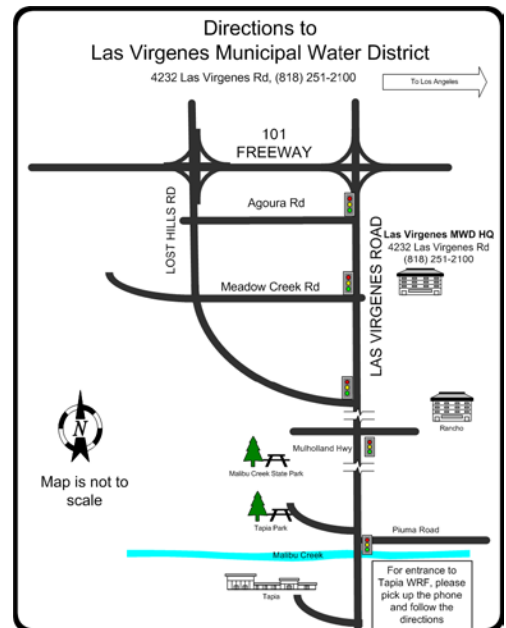 Directions to
Las Virgenes Municipal Water District
4232 Las Virgenes Rd, (818) 251-2100
To Los Angeles
101
FREEWAY
LOST HILLS RD
Agoura Rd
Las Virgenes MWD HQ
4232 Las Virgenes Rd
(818) 251-2100
Meadow Creek Rd
LAS VIRGENES ROAD
N
Map is not to
scale
Rancho
Mulholland Hwy
Malibu Creek State Park
Tapia Park
Piuma Road
Malibu Creek
Tapia
For entrance to
Tapia WRF, please
pick up the phone
and follow the
directions